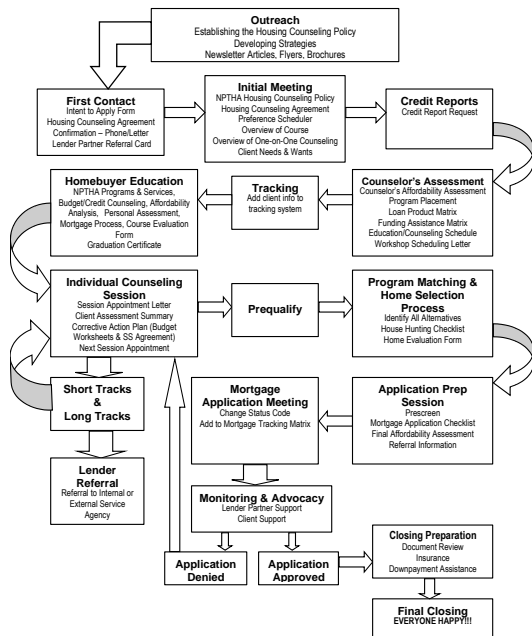 Outreach
Establishing the Housing Counseling Policy
Developing Strategies
Newsletter Articles, Flyers, Brochures
First Contact
Intent to Apply Form
Housing Counseling Agreement
Confirmation – Phone/Letter
Lender Partner Referral Card
Initial Meeting
NPTHA Housing Counseling Policy
Housing Counseling Agreement
Preference Scheduler
Overview of Course
Overview of One-on-One Counseling
Client Needs & Wants
Credit Reports
Credit Report Request
Homebuyer Education
NPTHA Programs & Services,
Budget/Credit Counseling, Affordability
Analysis, Personal Assessment,
Mortgage Process, Course Evaluation
Form
Graduation Certificate
Tracking
Add client info to
tracking system
Counselor's Assessment
Counselor's Affordability Assessment
Program Placement
Loan Product Matrix
Funding Assistance Matrix
Education/Counseling Schedule
Workshop Scheduling Letter
Individual Counseling
Session
Session Appointment Letter
Client Assessment Summary
Corrective Action Plan (Budget
Worksheets & SS Agreement)
Next Session Appointment
Prequalify
Program Matching &
Home Selection
Process
Identify All Alternatives
House Hunting Checklist
Home Evaluation Form
Short Tracks
&
Long Tracks
Mortgage
Application Meeting
Change Status Code
Add to Mortgage Tracking Matrix
Application Prep
Session
Prescreen
Mortgage Application Checklist
Final Affordability Assessment
Referral Information
Lender
Referral
Referral to Internal or
External Service
Agency
Monitoring & Advocacy
Lender Partner Support
Client Support
Application
Denied
Application
Approved
Closing Preparation
Document Review
Insurance
Downpayment Assistance
Final Closing
EVERYONE HAPPY!!!